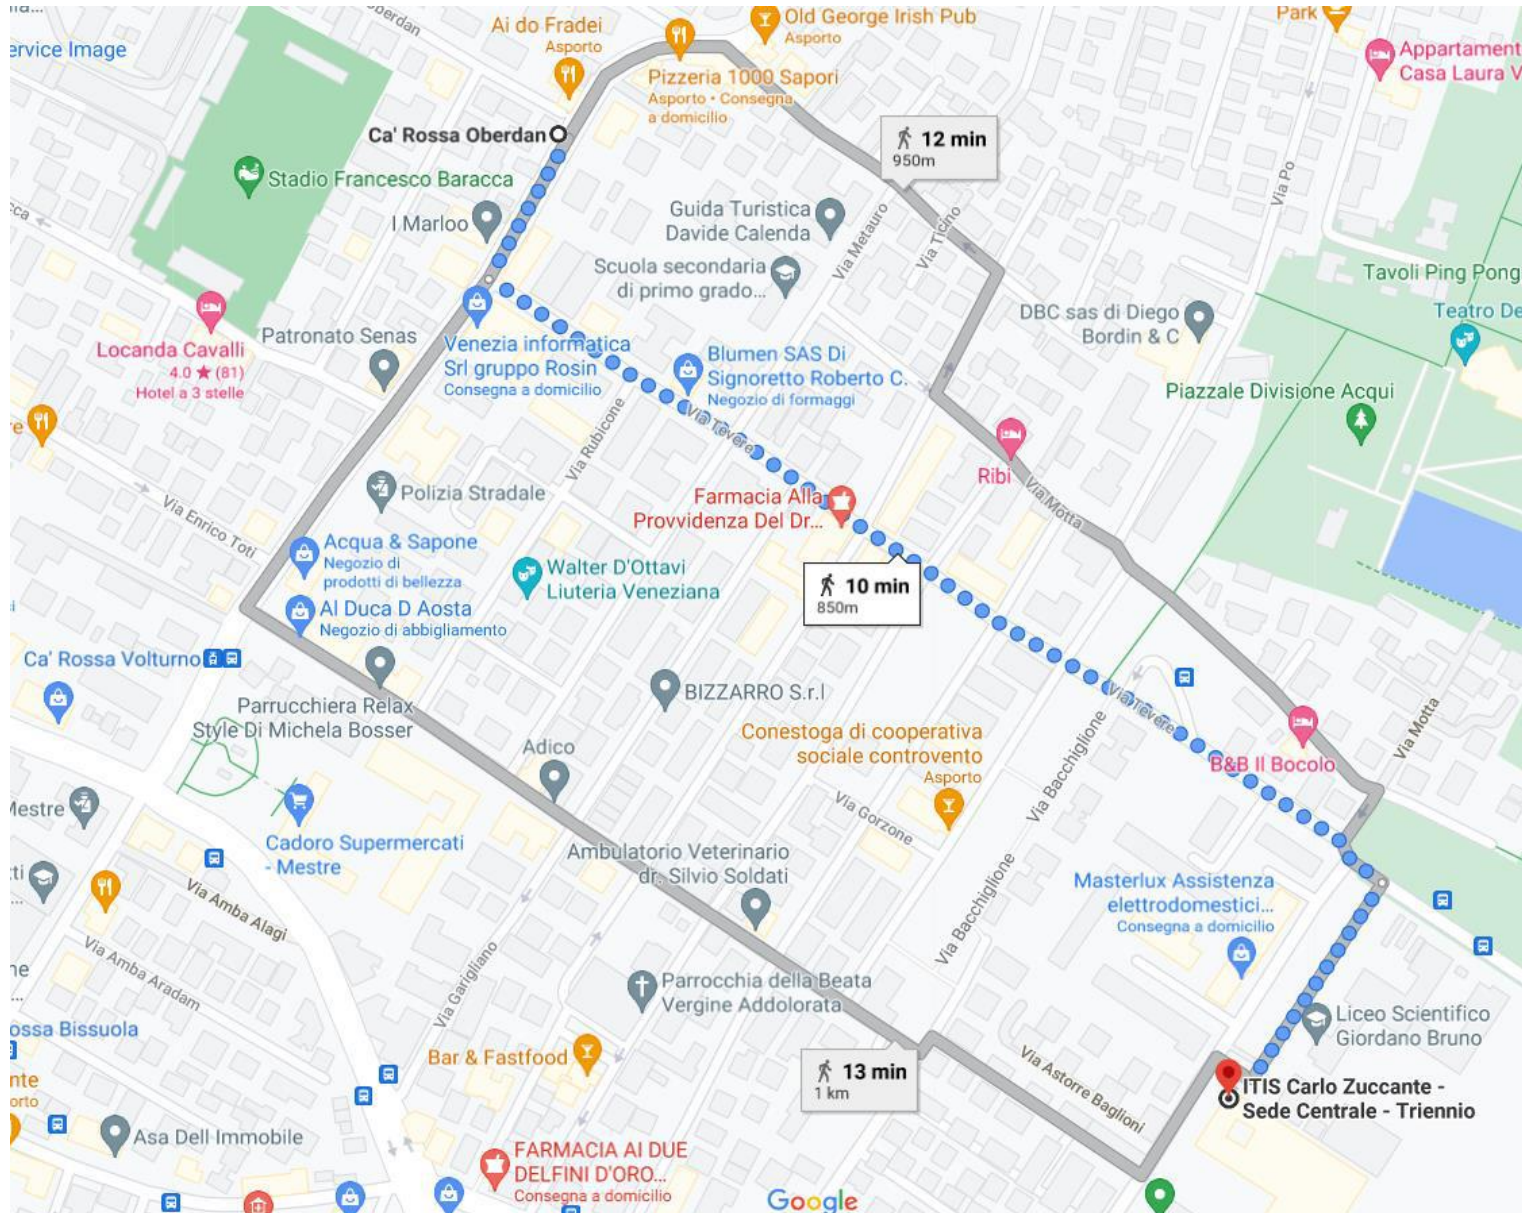 Oberdan
ervice Image
Ai do Fradei
Asporto
Old George Irish Pub
Asporto
Park
Appartament
Casa Laura V
Pizzeria 1000 Sapori
Asporto • Consegna
a domicilio
Ca' Rossa Oberdan
12 min
950m
Stadio Francesco Baracca
Via Po
I Marloo
Guida Turistica
Davide Calenda
Via Metauro
Via Ticino
cca
Scuola secondaria
di primo grado...
Tavoli Ping Pong
DBC sas di Diego
Bordin & C
Teatro De
Patronato Senas
Locanda Cavalli
4.0 ★ (81)
Hotel a 3 stelle
Venezia informatica
Srl gruppo Rosin
Consegna a domicilio
Blumen SAS Di
Signoretto Roberto C.
Negozio di formaggi
Piazzale Divisione Acqui
Via Rubicone
Via Tevere
re
Ribi
Polizia Stradale
Via Enrico Toti
Farmacia Alla
Provvidenza Del Dr...
Via Motta
Acqua & Sapone
Negozio di
prodotti di bellezza
Walter D'Ottavi
Liuteria Veneziana
10 min
850m
Al Duca D Aosta
Negozio di abbigliamento
Ca' Rossa Volturno
BIZZARRO S.r.l
Parrucchiera Relax
Style Di Michela Bosser
Via Tevere
Via Motta
Conestoga di cooperativa
sociale controvento
Asporto
Adico
Via Bacchiglione
B&B Il Bocolo
Mestre
Via Gorzone
Cadoro Supermercati
- Mestre
Ambulatorio Veterinario
dr. Silvio Soldati
tti
...
Via Amba Alagi
Via Bacchiglione
Masterlux Assistenza
elettrodomestici...
Consegna a domicilio
Via Amba Aradam
Via Garigliano
ne
...
Parrocchia della Beata
Vergine Addolorata
Liceo Scientifico
Giordano Bruno
ossa Bissuola
Bar & Fastfood
13 min
1 km
Via Astorre Baglioni
ITIS Carlo Zuccante -
Sede Centrale - Triennio
nte
orto
Asa Dell Immobile
FARMACIA AI DUE
DELFINI D'ORO...
Consegna a domicilio
Google